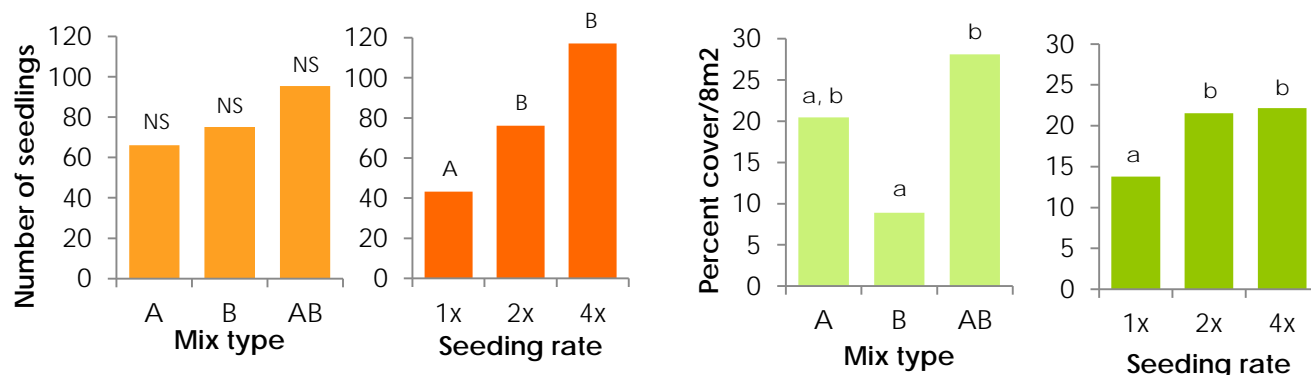 Number of seedlings
120
100
80
60
40
20
0
NS
NS
NS
A
B
AB
Mix type
120
100
80
60
40
20
0
A
B
B
1x
2x
4x
Seeding rate
Percent cover/8m2
30
25
20
15
10
5
0
a, b
a
b
A
B
AB
Mix type
30
25
20
15
10
5
0
a
b
b
1x
2x
4x
Seeding rate